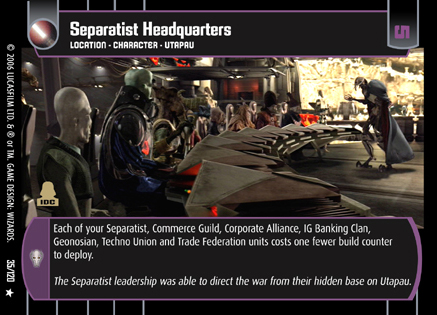 Separatist Headquarters
LOCATION - CHARACTER - UTAPAU
5
© 2006 LUCASFILM LTD. & ® or TM. GAME DESIGN: WIZARDS.
35/120
IDC
Each of your Separatist, Commerce Guild, Corporate Alliance, IG Banking Clan,
Geonosian, Techno Union and Trade Federation units costs one fewer build counter
to deploy.
The Separatist leadership was able to direct the war from their hidden base on Utapau.